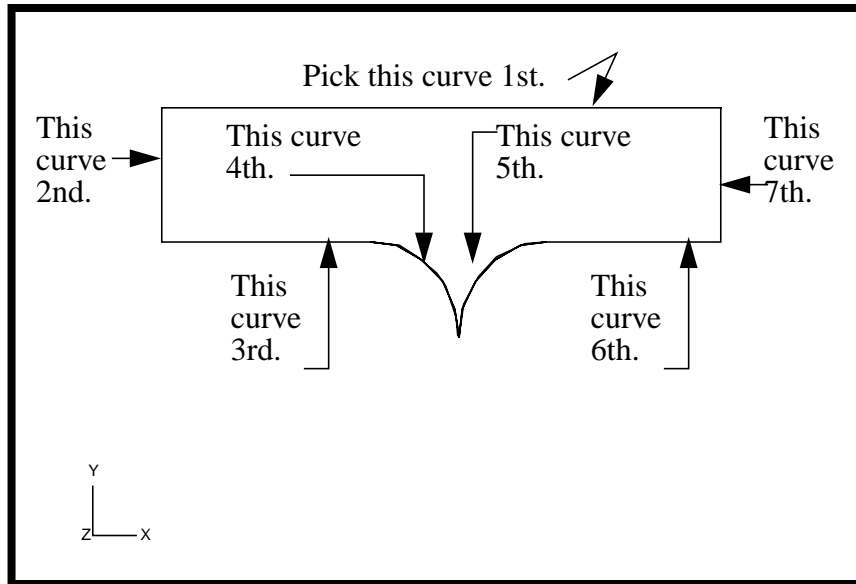 Pick this curve 1st.
This
curve
2nd.
This curve
4th.
This curve
5th.
This
curve
7th.
This
curve
3rd.
This
curve
6th.
Y
Z
X